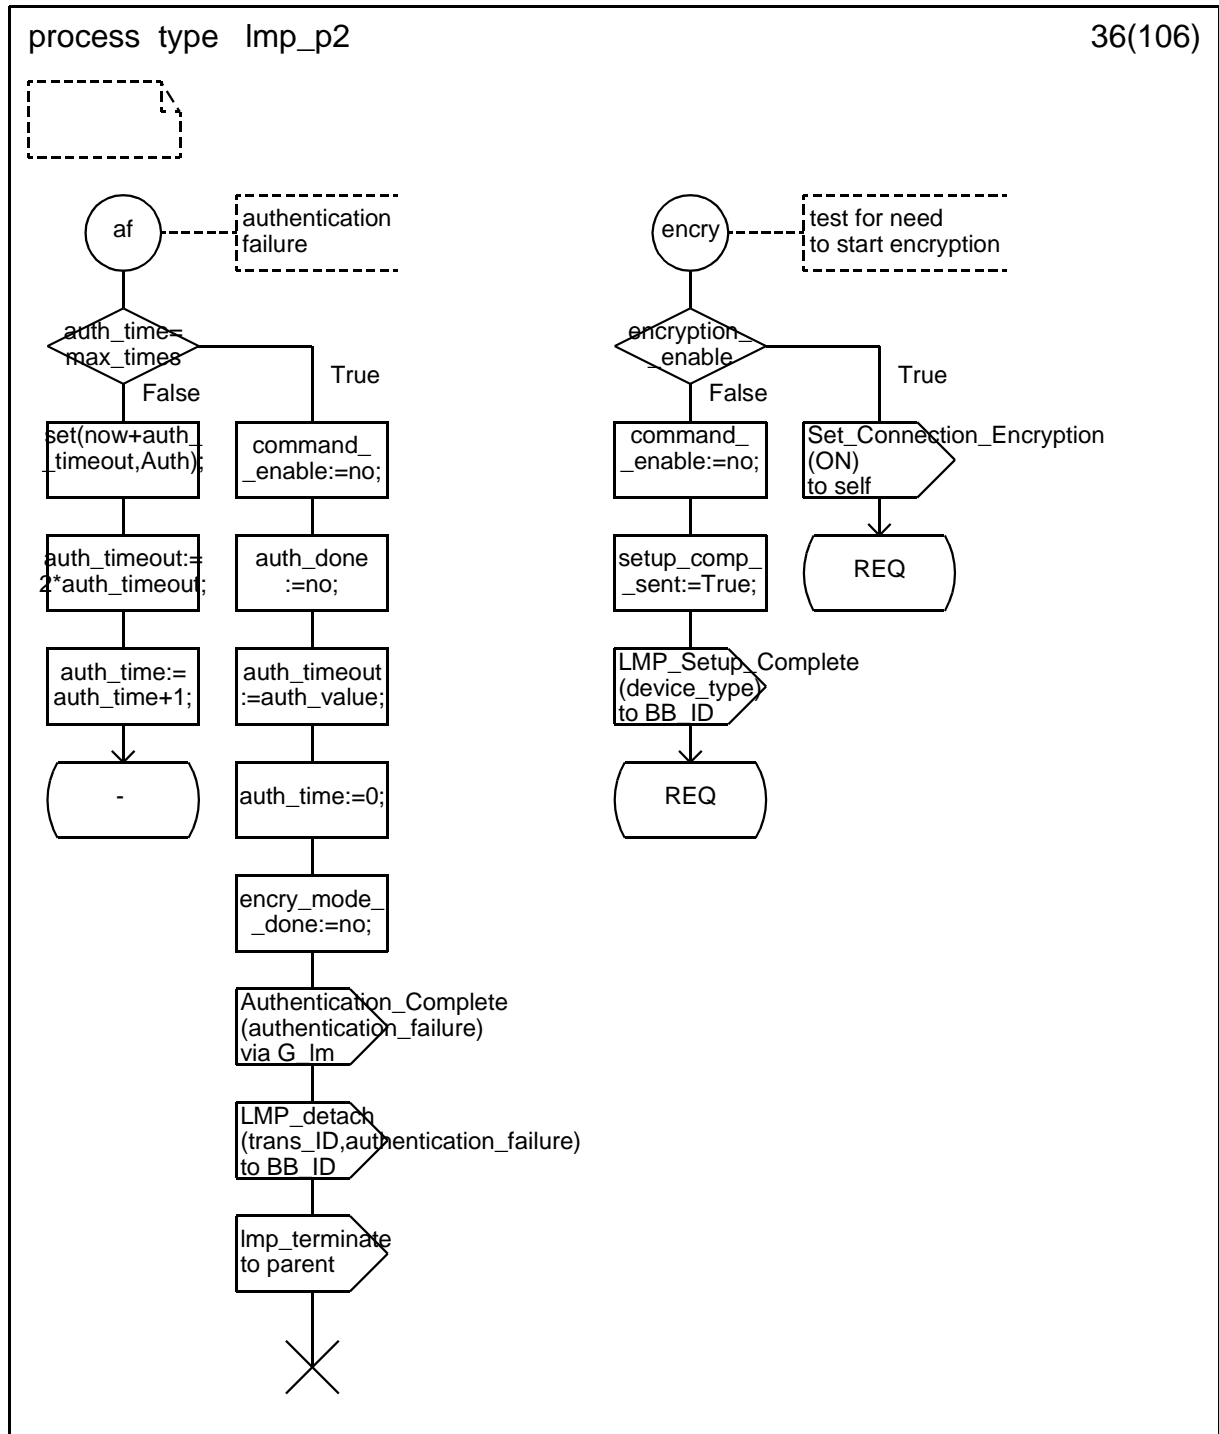 process type lmp_p2
36(106)
af
authentication
failure
auth_time=
max_times
False
True
set(now+auth_
_timeout,Auth);
auth_timeout:=
2*auth_timeout;
auth_time:=
auth_time+1;
-
command_
_enable:=no;
auth_done
:=no;
auth_timeout
:=auth_value;
auth_time:=0;
encry_mode_
_done:=no;
Authentication_Complete
(authentication_failure)
via G_lm
LMP_detach
(trans_ID,authentication_failure)
to BB_ID
lmp_terminate
to parent
encry
test for need
to start encryption
encryption_
_enable
False
True
command_
_enable:=no;
setup_comp_
_sent:=True;
LMP_Setup_Complete
(device_type)
to BB_ID
REQ
Set_Connection_Encryption
(ON)
to self
REQ